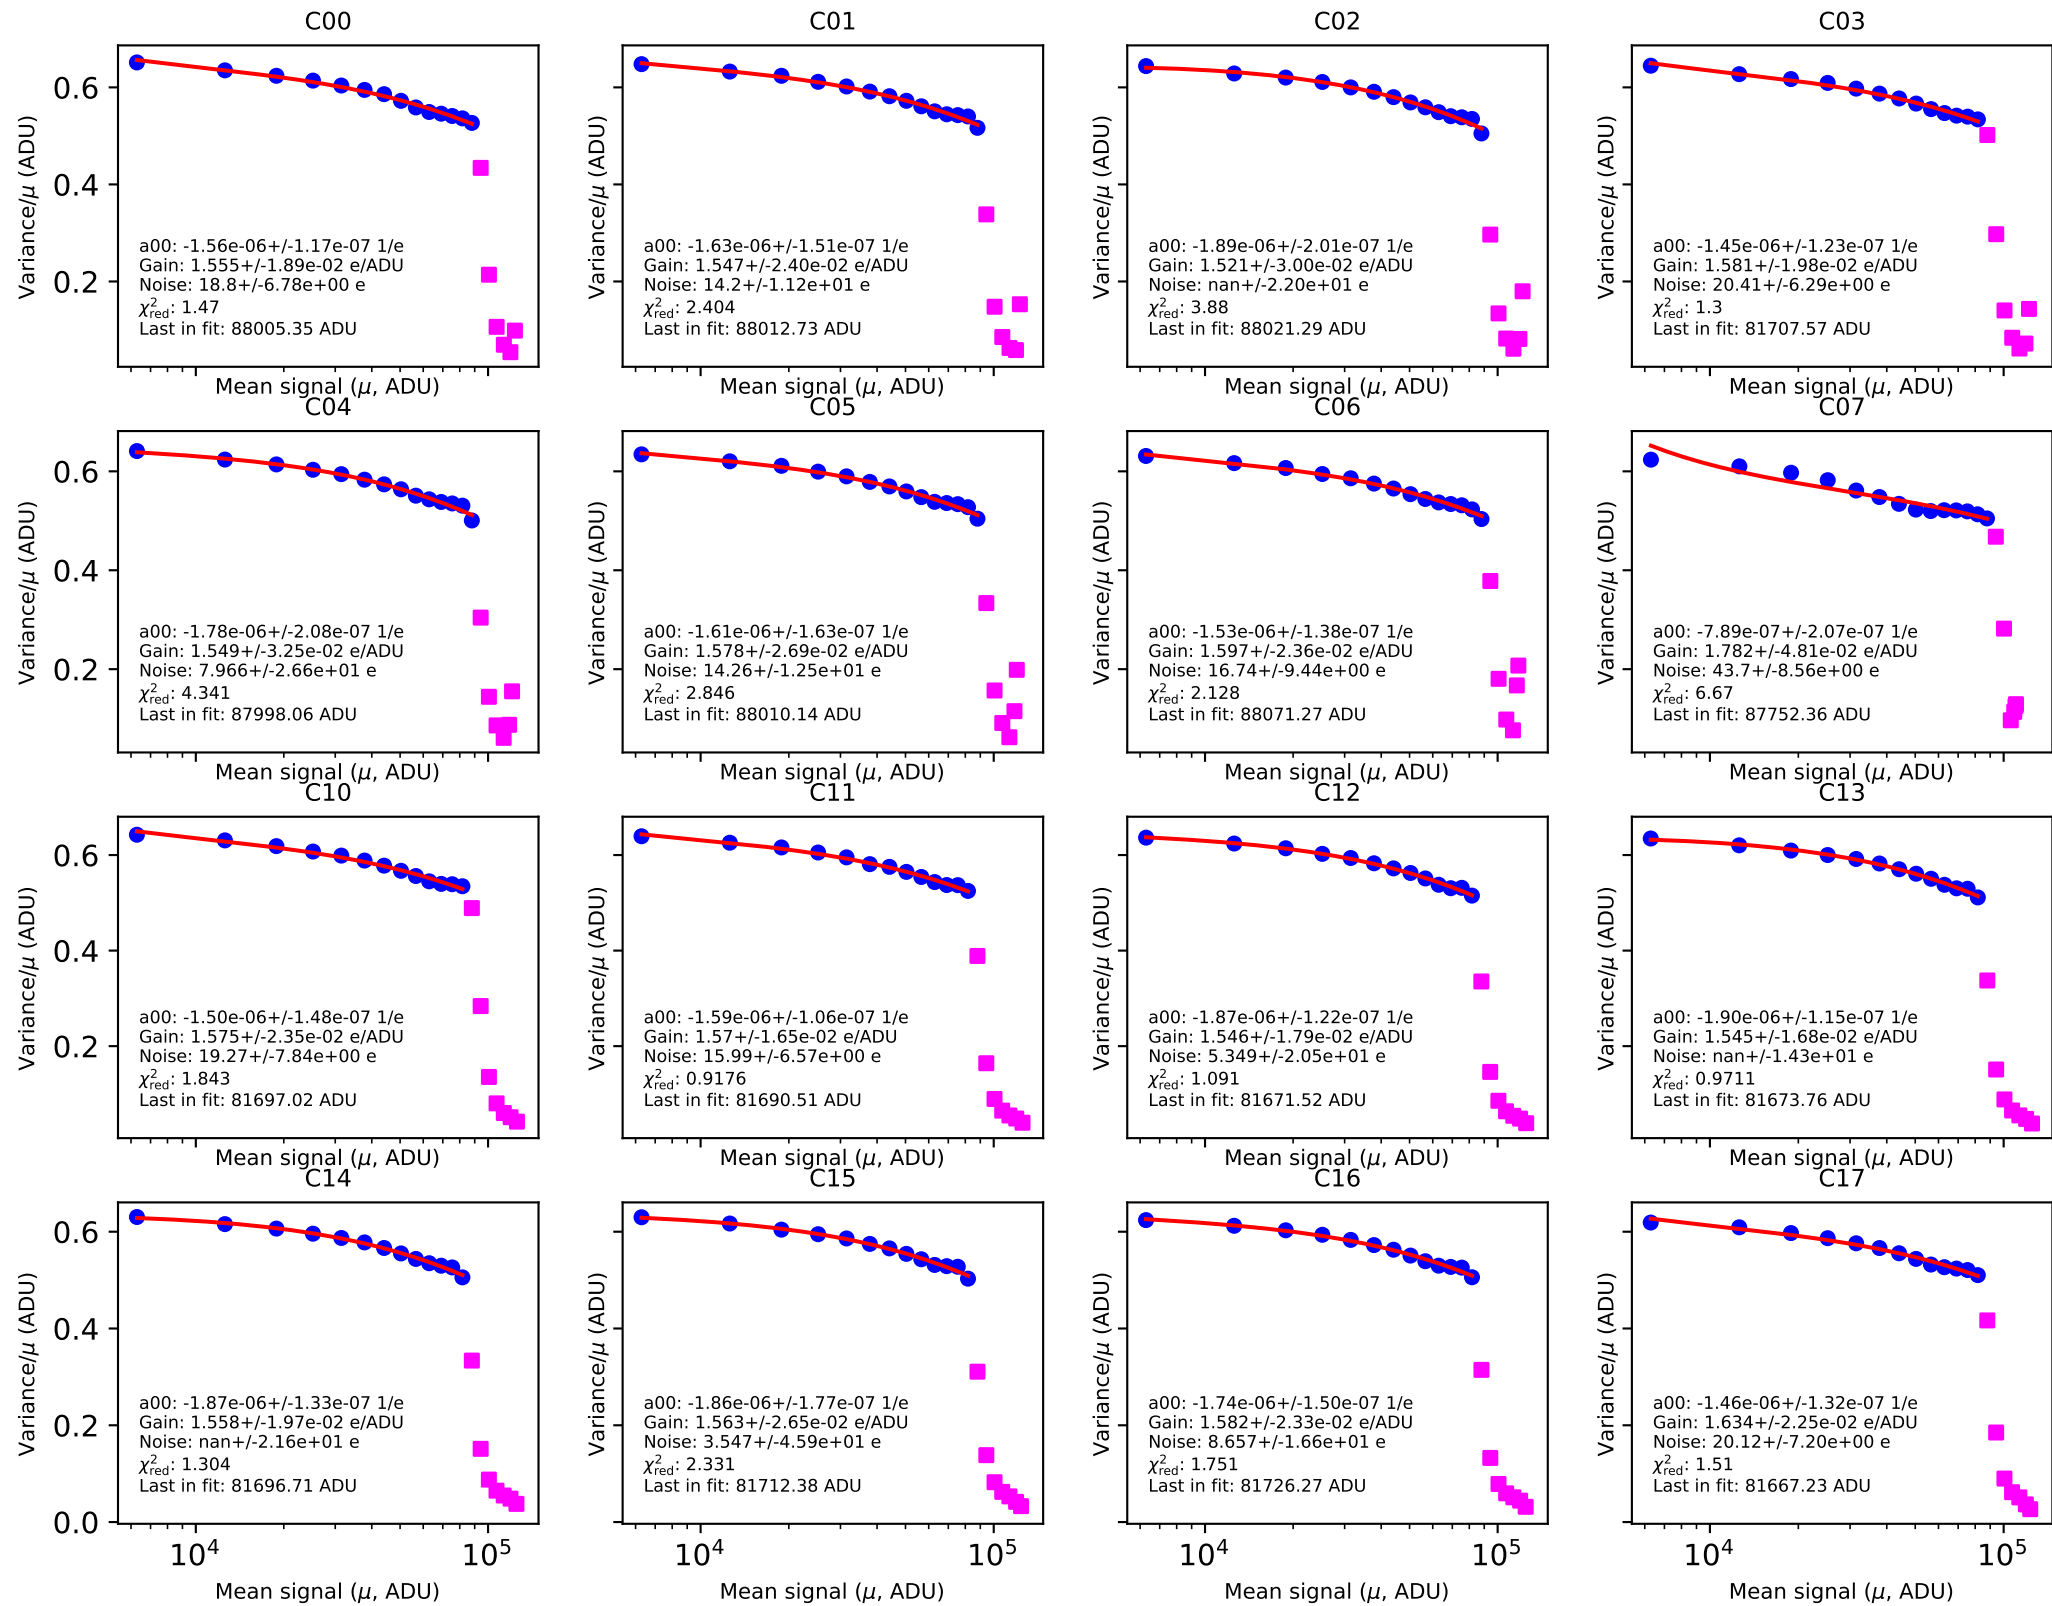 C00
C01
C02
C03
Variance/μ (ADU)
0.6
0.4
0.2
a00: -1.56e-06+/-1.17e-07 1/e
Gain: 1.555+/-1.89e-02 e/ADU
Noise: 18.8+/-6.78e+00 e
χ²red: 1.47
Last in fit: 88005.35 ADU
Mean signal (μ, ADU)
Variance/μ (ADU)
a00: -1.63e-06+/-1.51e-07 1/e
Gain: 1.547+/-2.40e-02 e/ADU
Noise: 14.2+/-1.12e+01 e
χ²red: 2.404
Last in fit: 88012.73 ADU
Mean signal (μ, ADU)
Variance/μ (ADU)
a00: -1.89e-06+/-2.01e-07 1/e
Gain: 1.521+/-3.00e-02 e/ADU
Noise: nan+/-2.20e+01 e
χ²red: 3.88
Last in fit: 88021.29 ADU
Mean signal (μ, ADU)
Variance/μ (ADU)
a00: -1.45e-06+/-1.23e-07 1/e
Gain: 1.581+/-1.98e-02 e/ADU
Noise: 20.41+/-6.29e+00 e
χ²red: 1.3
Last in fit: 81707.57 ADU
Mean signal (μ, ADU)
C04
C05
C06
C07
Variance/μ (ADU)
0.6
0.4
0.2
a00: -1.78e-06+/-2.08e-07 1/e
Gain: 1.549+/-3.25e-02 e/ADU
Noise: 7.966+/-2.66e+01 e
χ²red: 4.341
Last in fit: 87998.06 ADU
Mean signal (μ, ADU)
Variance/μ (ADU)
a00: -1.61e-06+/-1.63e-07 1/e
Gain: 1.578+/-2.69e-02 e/ADU
Noise: 14.26+/-1.25e+01 e
χ²red: 2.846
Last in fit: 88010.14 ADU
Mean signal (μ, ADU)
Variance/μ (ADU)
a00: -1.53e-06+/-1.38e-07 1/e
Gain: 1.597+/-2.36e-02 e/ADU
Noise: 16.74+/-9.44e+00 e
χ²red: 2.128
Last in fit: 88071.27 ADU
Mean signal (μ, ADU)
Variance/μ (ADU)
a00: -7.89e-07+/-2.07e-07 1/e
Gain: 1.782+/-4.81e-02 e/ADU
Noise: 43.7+/-8.56e+00 e
χ²red: 6.67
Last in fit: 87752.36 ADU
Mean signal (μ, ADU)
C10
C11
C12
C13
Variance/μ (ADU)
0.6
0.4
0.2
a00: -1.50e-06+/-1.48e-07 1/e
Gain: 1.575+/-2.35e-02 e/ADU
Noise: 19.27+/-7.84e+00 e
χ²red: 1.843
Last in fit: 81697.02 ADU
Mean signal (μ, ADU)
Variance/μ (ADU)
a00: -1.59e-06+/-1.06e-07 1/e
Gain: 1.57+/-1.65e-02 e/ADU
Noise: 15.99+/-6.57e+00 e
χ²red: 0.9176
Last in fit: 81690.51 ADU
Mean signal (μ, ADU)
Variance/μ (ADU)
a00: -1.87e-06+/-1.22e-07 1/e
Gain: 1.546+/-1.79e-02 e/ADU
Noise: 5.349+/-2.05e+01 e
χ²red: 1.091
Last in fit: 81671.52 ADU
Mean signal (μ, ADU)
Variance/μ (ADU)
a00: -1.90e-06+/-1.15e-07 1/e
Gain: 1.545+/-1.68e-02 e/ADU
Noise: nan+/-1.43e+01 e
χ²red: 0.9711
Last in fit: 81673.76 ADU
Mean signal (μ, ADU)
C14
C15
C16
C17
Variance/μ (ADU)
0.6
0.4
0.2
0.0
a00: -1.87e-06+/-1.33e-07 1/e
Gain: 1.558+/-1.97e-02 e/ADU
Noise: nan+/-2.16e+01 e
χ²red: 1.304
Last in fit: 81696.71 ADU
10⁴ 10⁵
Mean signal (μ, ADU)
Variance/μ (ADU)
a00: -1.86e-06+/-1.77e-07 1/e
Gain: 1.563+/-2.65e-02 e/ADU
Noise: 3.547+/-4.59e+01 e
χ²red: 2.331
Last in fit: 81712.38 ADU
10⁴ 10⁵
Mean signal (μ, ADU)
Variance/μ (ADU)
a00: -1.74e-06+/-1.50e-07 1/e
Gain: 1.582+/-2.33e-02 e/ADU
Noise: 8.657+/-1.66e+01 e
χ²red: 1.751
Last in fit: 81726.27 ADU
10⁴ 10⁵
Mean signal (μ, ADU)
Variance/μ (ADU)
a00: -1.46e-06+/-1.32e-07 1/e
Gain: 1.634+/-2.25e-02 e/ADU
Noise: 20.12+/-7.20e+00 e
χ²red: 1.51
Last in fit: 81667.23 ADU
10⁴ 10⁵
Mean signal (μ, ADU)